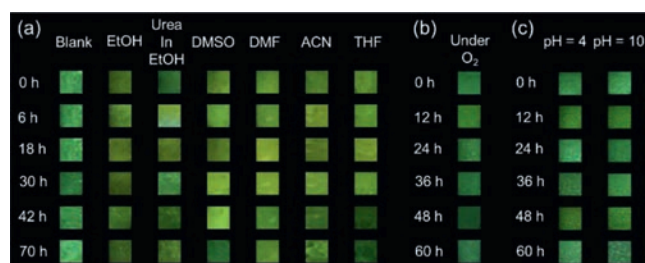 (a) (b) (c)
Blank EtOH Urea In EtOH DMSO DMF ACN THF Under O₂ pH = 4 pH = 10
0 h 0 h 0 h
6 h 12 h 12 h
18 h 24 h 24 h
30 h 36 h 36 h
42 h 48 h 48 h
70 h 60 h 60 h